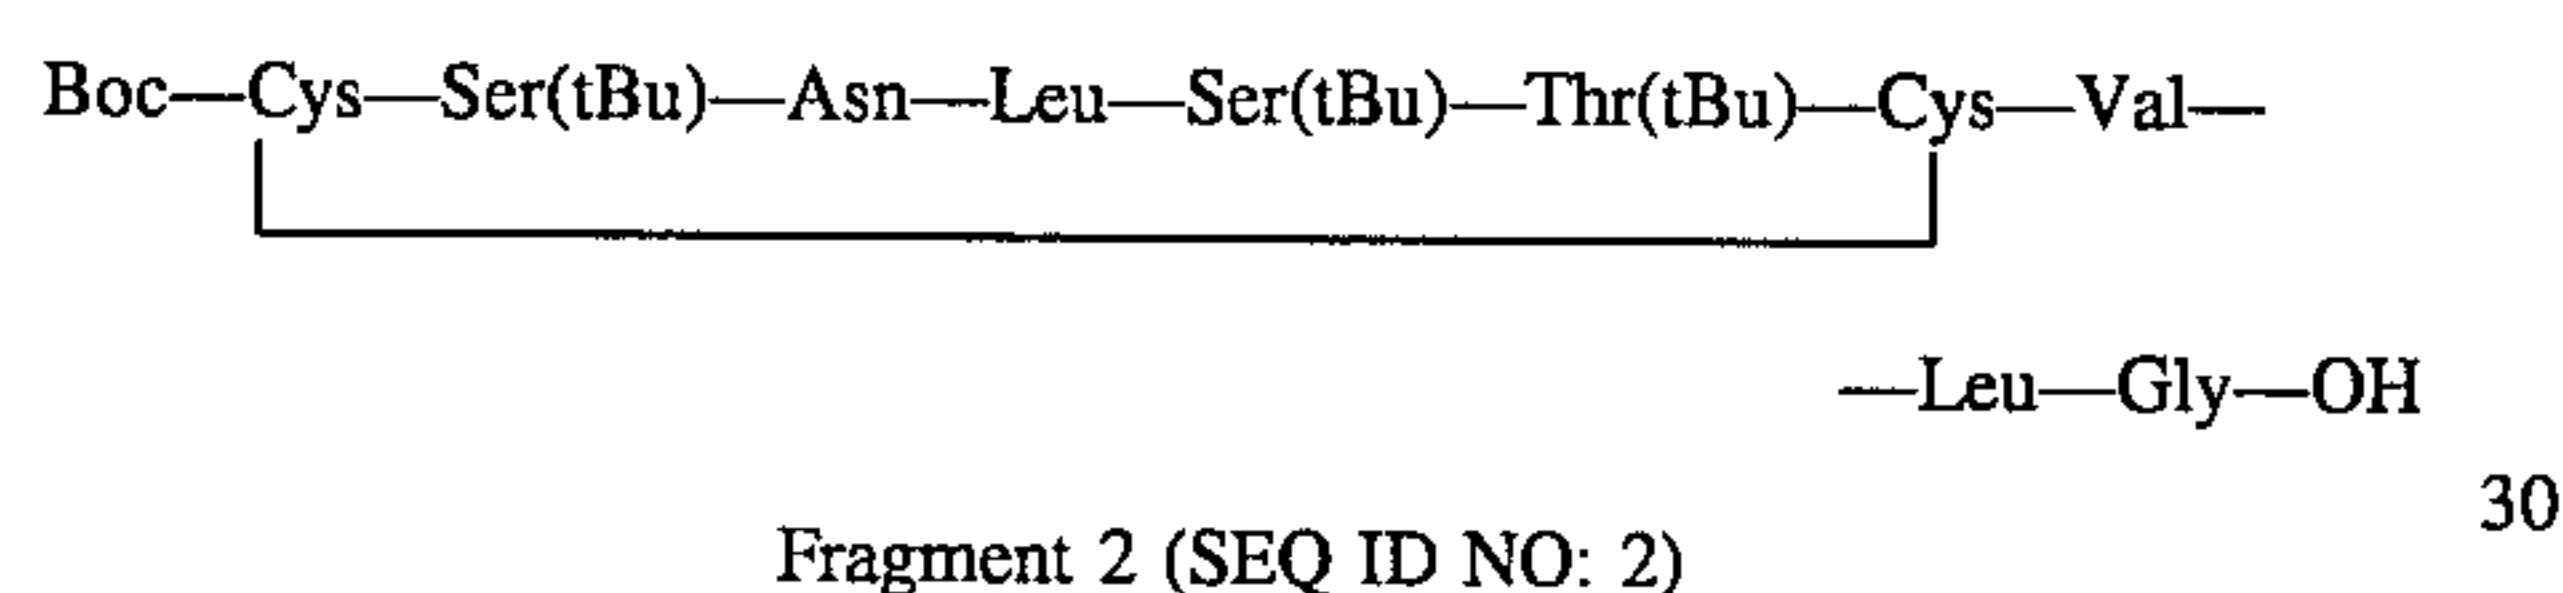 Boc—Cys—Ser(tBu)—Asn—Leu—Ser(tBu)—Thr(tBu)—Cys—Val—
—Leu—Gly—OH
30
Fragment 2 (SEQ ID NO: 2)